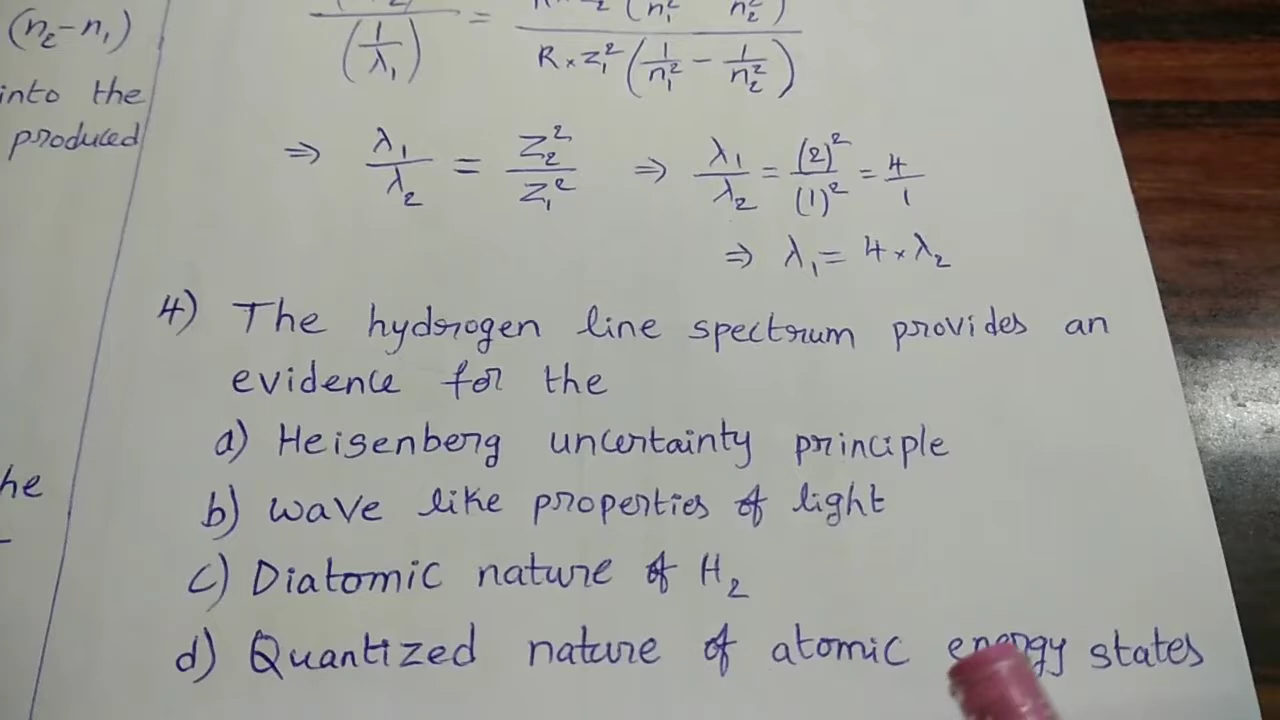 (n₂-n₁)
into the
produced
he
(1/λ₁) = R×Z₁² (1/n₁² - 1/n₂²)
⇒ λ₁/λ₂ = Z₂²/Z₁² ⇒ λ₁/λ₂ = (2)²/(1)² = 4/1
⇒ λ₁ = 4×λ₂
4) The hydrogen line spectrum provides an
evidence for the
a) Heisenberg uncertainty principle
b) wave like properties of light
c) Diatomic nature of H₂
d) Quantized nature of atomic energy states